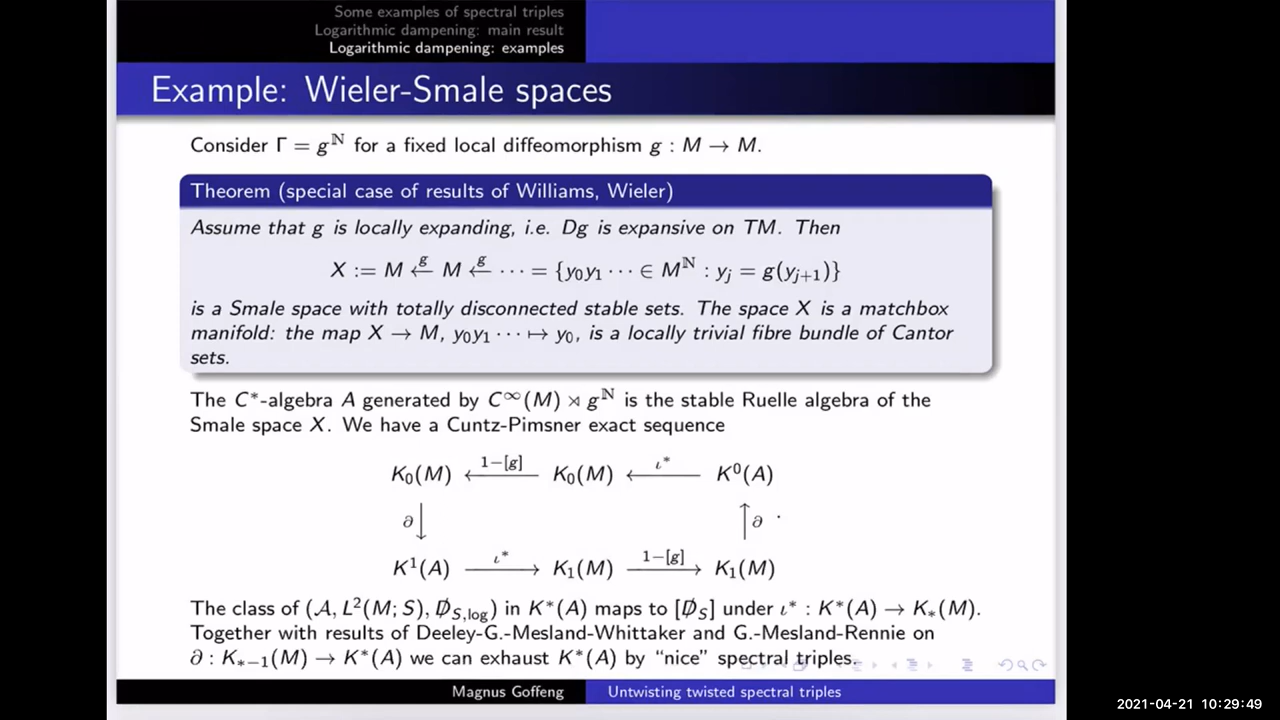 Some examples of spectral triples
Logarithmic dampening: main result
Logarithmic dampening: examples
Example: Wieler-Smale spaces
Consider Γ = g^ℕ for a fixed local diffeomorphism g : M → M.
Theorem (special case of results of Williams, Wieler)
Assume that g is locally expanding, i.e. Dg is expansive on TM. Then
X := M ←^g M ←^g ··· = {y₀y₁ ··· ∈ M^ℕ : y_j = g(y_{j+1})}
is a Smale space with totally disconnected stable sets. The space X is a matchbox
manifold: the map X → M, y₀y₁ ··· ↦ y₀, is a locally trivial fibre bundle of Cantor
sets.
The C*-algebra A generated by C^∞(M) ⋊ g^ℕ is the stable Ruelle algebra of the
Smale space X. We have a Cuntz-Pimsner exact sequence
K₀(M) ←^{1−[g]} K₀(M) ←^{ι*} K⁰(A)
∂↓ ↑∂
K¹(A) →^{ι*} K₁(M) →^{1−[g]} K₁(M)
The class of (𝒜, L²(M; S), D̸_{S,log}) in K*(A) maps to [D̸_S] under ι* : K*(A) → K_*(M).
Together with results of Deeley-G.-Mesland-Whittaker and G.-Mesland-Rennie on
∂ : K_{*−1}(M) → K*(A) we can exhaust K*(A) by “nice” spectral triples.
Magnus Goffeng Untwisting twisted spectral triples
2021-04-21 10:29:49